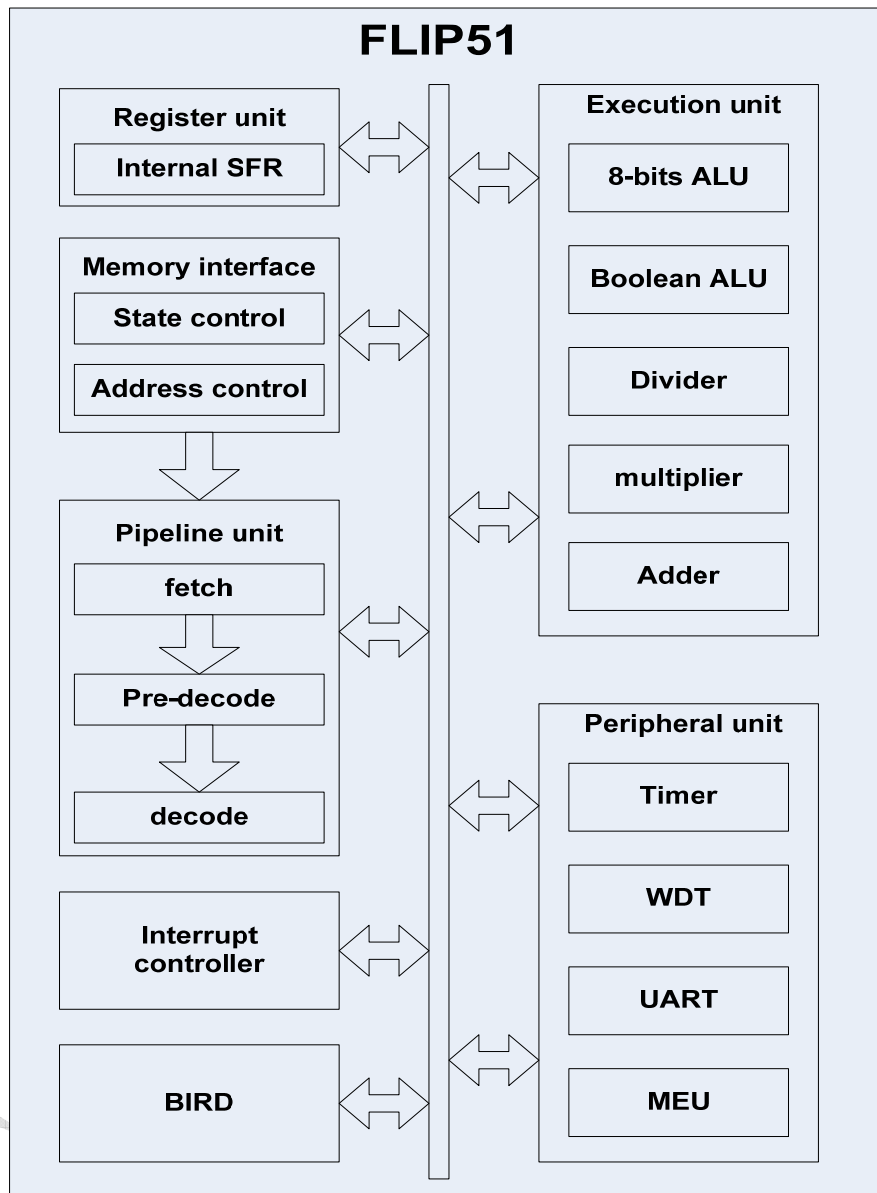 FLIP51
Register unit
Internal SFR
Memory interface
State control
Address control
Pipeline unit
fetch
Pre-decode
decode
Interrupt
controller
BIRD
Execution unit
8-bits ALU
Boolean ALU
Divider
multiplier
Adder
Peripheral unit
Timer
WDT
UART
MEU